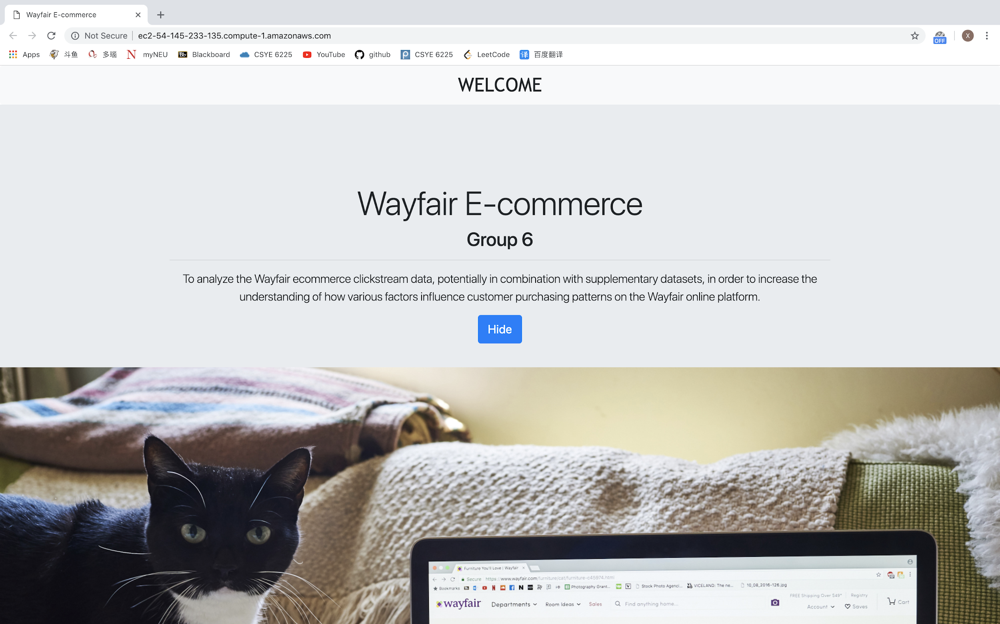 Wayfair E-commerce
Not Secure ec2-54-145-233-135.compute-1.amazonaws.com
OFF
X
Apps 斗鱼 多瑙 myNEU Bb Blackboard CSYE 6225 YouTube github CSYE 6225 LeetCode 译 百度翻译
WELCOME
Wayfair E-commerce
Group 6
To analyze the Wayfair ecommerce clickstream data, potentially in combination with supplementary datasets, in order to increase the
understanding of how various factors influence customer purchasing patterns on the Wayfair online platform.
Hide
Furniture You'll Love | Wayfair
Secure https://www.wayfair.com/furniture/cat/furniture-c45974.html
Bookmarks Photography Grant... Up V Stock Photo Agenci... VICELAND: The ne... 10_08_2016-126.jpg
FREE Shipping Over $49* Registry
wayfair Departments Room Ideas Sales Find anything home... Account Saves Cart